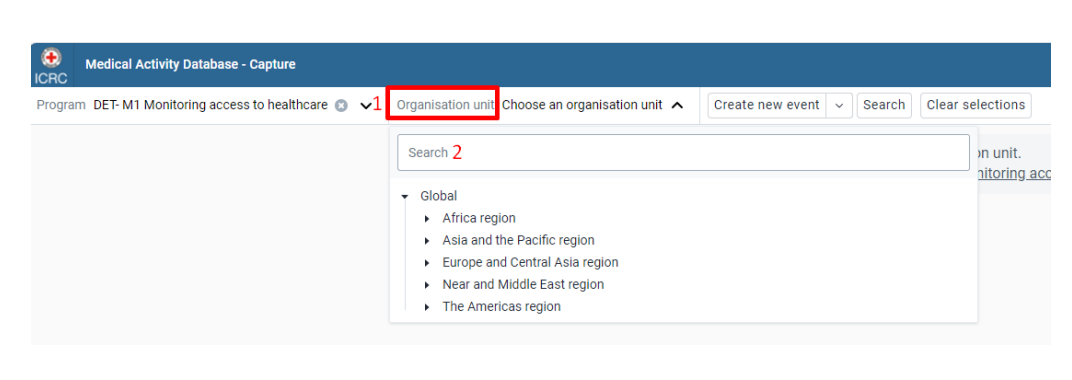 ICRC
Medical Activity Database - Capture
Program DET- M1 Monitoring access to healthcare 1 Organisation unit Choose an organisation unit Create new event Search Clear selections
Search 2
on unit.
nitoring acc
Global
Africa region
Asia and the Pacific region
Europe and Central Asia region
Near and Middle East region
The Americas region